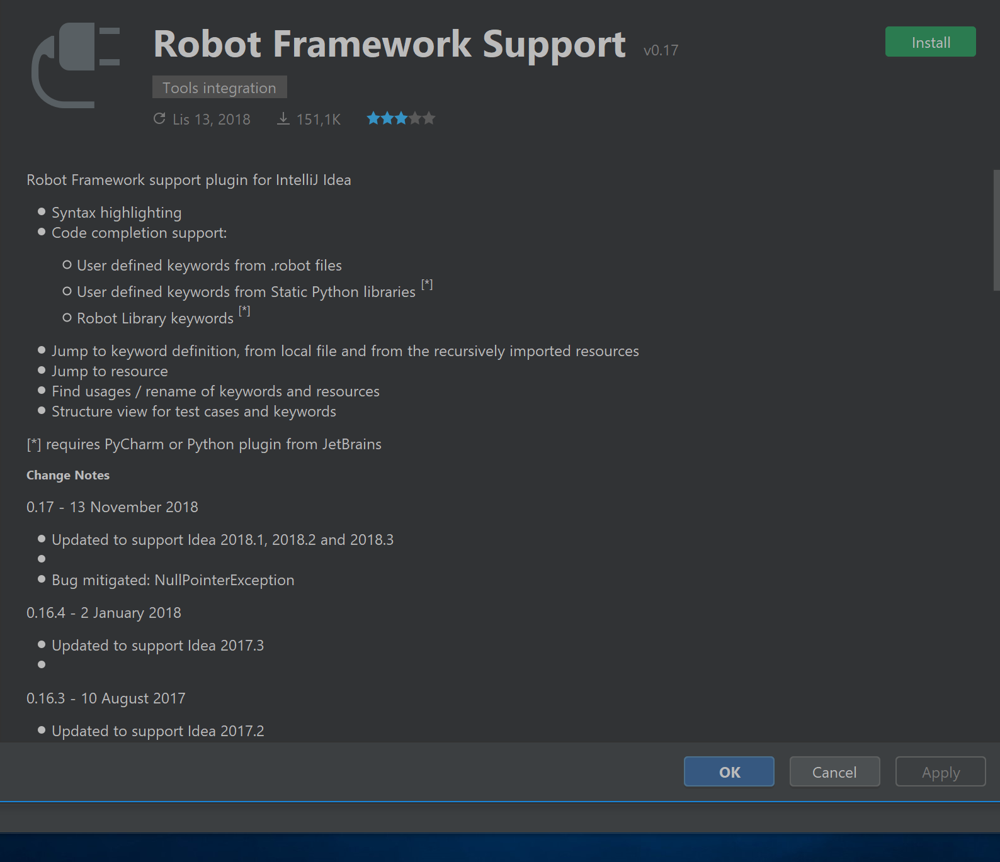 Robot Framework Support v0.17
Install
Tools integration
Lis 13, 2018 151,1K
Robot Framework support plugin for IntelliJ Idea
Syntax highlighting
Code completion support:
User defined keywords from .robot files
User defined keywords from Static Python libraries [*]
Robot Library keywords [*]
Jump to keyword definition, from local file and from the recursively imported resources
Jump to resource
Find usages / rename of keywords and resources
Structure view for test cases and keywords
[*] requires PyCharm or Python plugin from JetBrains
Change Notes
0.17 - 13 November 2018
Updated to support Idea 2018.1, 2018.2 and 2018.3
Bug mitigated: NullPointerException
0.16.4 - 2 January 2018
Updated to support Idea 2017.3
0.16.3 - 10 August 2017
Updated to support Idea 2017.2
OK Cancel Apply